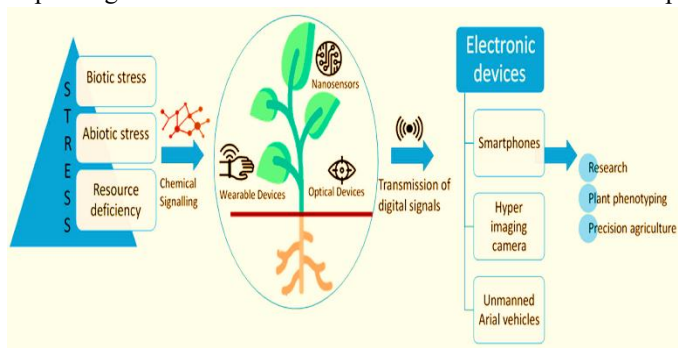 S
T
R
E
S
S
Biotic stress
Abiotic stress
Resource
deficiency
Chemical
Signalling
Nanosensors
Wearable Devices
Optical Devices
Transmission of
digital signals
Electronic
devices
Smartphones
Hyper
imaging
camera
Unmanned
Arial vehicles
Research
Plant phenotyping
Precision agriculture